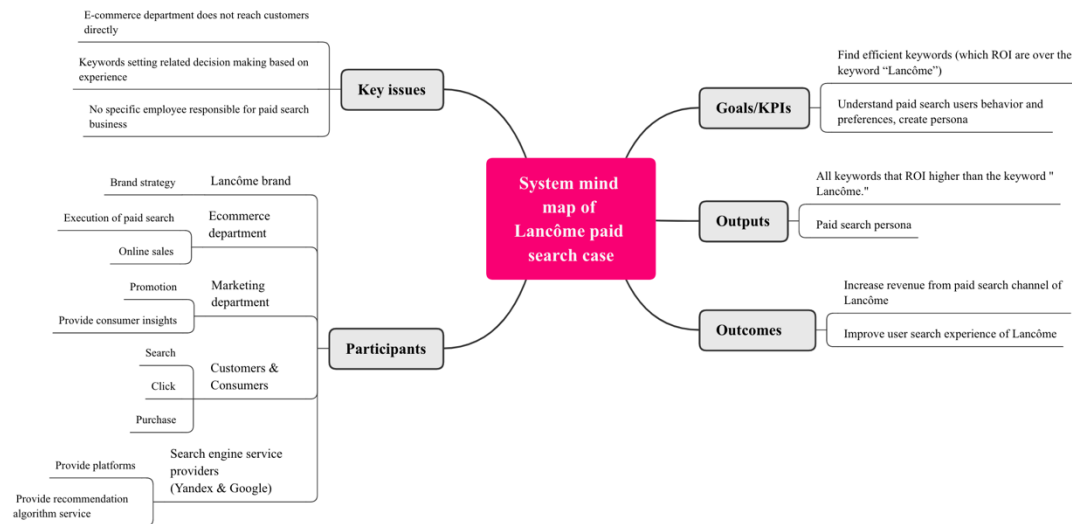 E-commerce department does not reach customers
directly
Keywords setting related decision making based on
experience
No specific employee responsible for paid search
business
Key issues
Brand strategy
Lancôme brand
Execution of paid search
Online sales
Ecommerce
department
Promotion
Provide consumer insights
Marketing
department
Search
Click
Purchase
Customers &
Consumers
Provide platforms
Provide recommendation
algorithm service
Search engine service
providers
(Yandex & Google)
Participants
System mind
map of
Lancôme paid
search case
Goals/KPIs
Find efficient keywords (which ROI are over the
keyword “Lancôme”)
Understand paid search users behavior and
preferences, create persona
Outputs
All keywords that ROI higher than the keyword "
Lancôme."
Paid search persona
Outcomes
Increase revenue from paid search channel of
Lancôme
Improve user search experience of Lancôme